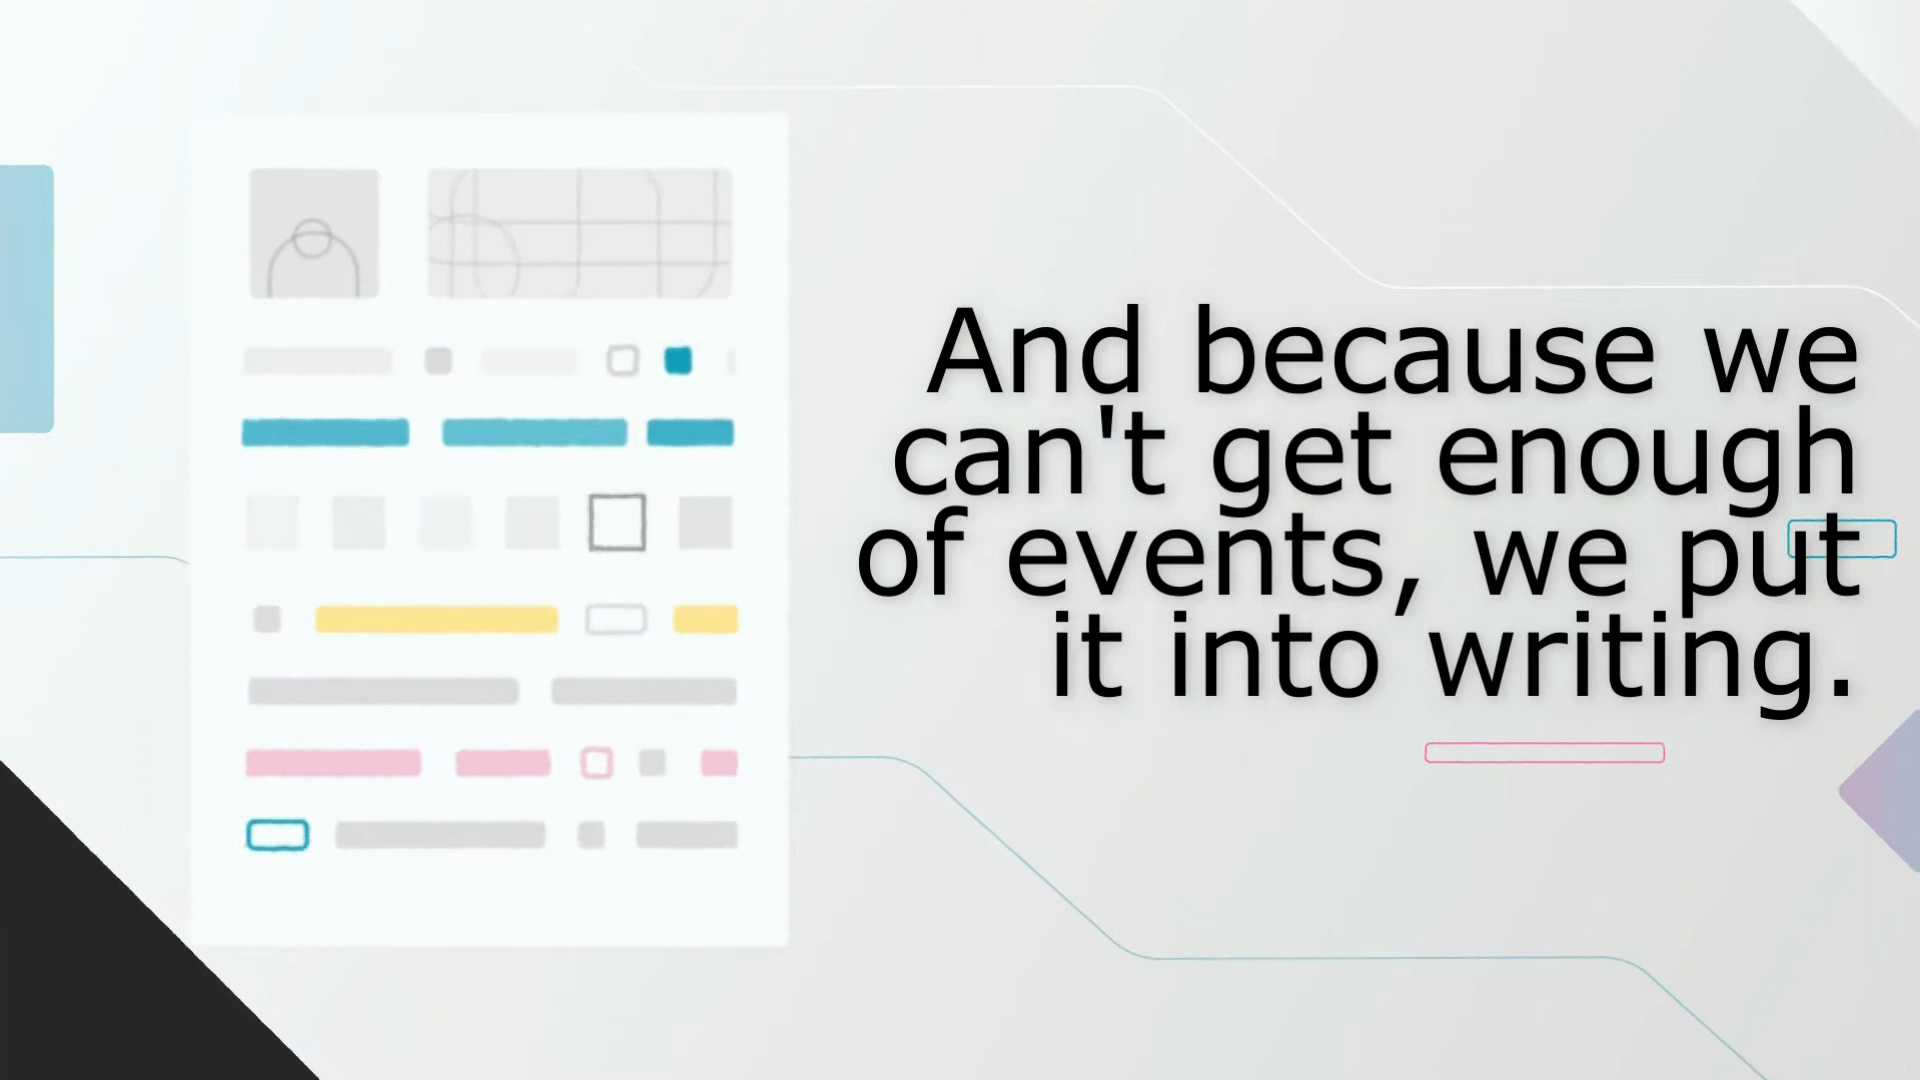 And because we
can't get enough
of events, we put
it into writing.